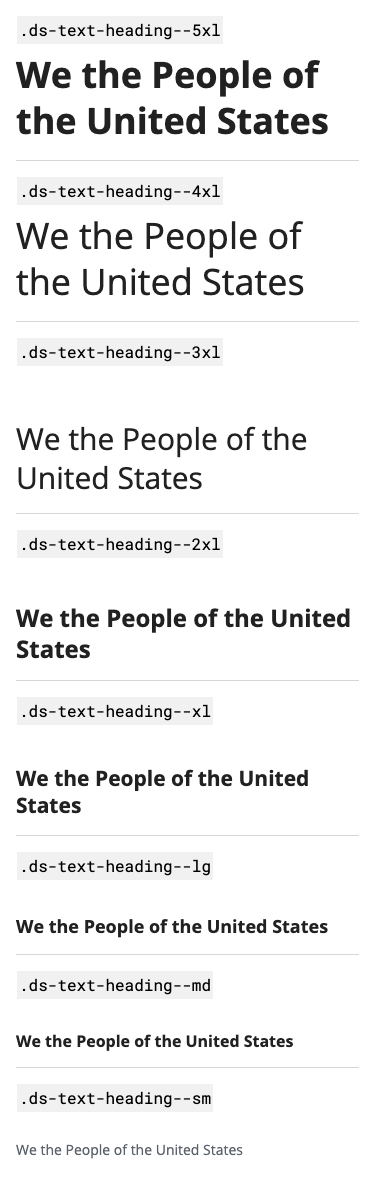 .ds-text-heading--5xl
We the People of
the United States
.ds-text-heading--4xl
We the People of
the United States
.ds-text-heading--3xl
We the People of the
United States
.ds-text-heading--2xl
We the People of the United
States
.ds-text-heading--xl
We the People of the United
States
.ds-text-heading--lg
We the People of the United States
.ds-text-heading--md
We the People of the United States
.ds-text-heading--sm
We the People of the United States